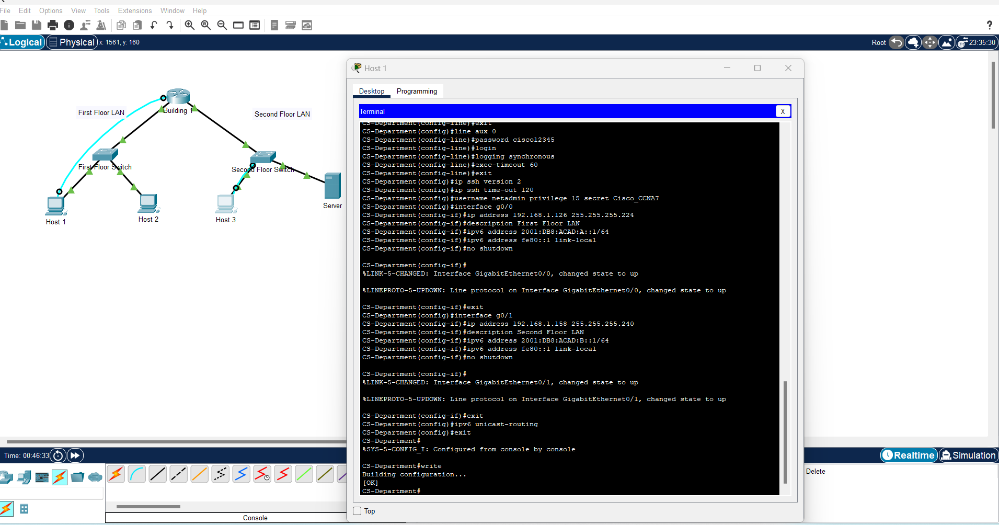 File Edit Options View Tools Extensions Window Help
?
Logical Physical x: 1561, y: 160
Root 23:35:30
First Floor LAN
Building 1
Second Floor LAN
First Floor Switch
Second Floor Switch
Server
Host 1
Host 2
Host 3
Host 1
Desktop Programming
Terminal X
CS-Department(config-line)#exit
CS-Department(config)#line aux 0
CS-Department(config-line)#password cisco12345
CS-Department(config-line)#login
CS-Department(config-line)#logging synchronous
CS-Department(config-line)#exec-timeout 60
CS-Department(config-line)#exit
CS-Department(config)#ip ssh version 2
CS-Department(config)#ip ssh time-out 120
CS-Department(config)#username netadmin privilege 15 secret Cisco_CCNA7
CS-Department(config)#interface g0/0
CS-Department(config-if)#ip address 192.168.1.126 255.255.255.224
CS-Department(config-if)#description First Floor LAN
CS-Department(config-if)#ipv6 address 2001:DB8:ACAD:A::1/64
CS-Department(config-if)#ipv6 address fe80::1 link-local
CS-Department(config-if)#no shutdown
CS-Department(config-if)#
%LINK-5-CHANGED: Interface GigabitEthernet0/0, changed state to up
%LINEPROTO-5-UPDOWN: Line protocol on Interface GigabitEthernet0/0, changed state to up
CS-Department(config-if)#exit
CS-Department(config)#interface g0/1
CS-Department(config-if)#ip address 192.168.1.158 255.255.255.240
CS-Department(config-if)#description Second Floor LAN
CS-Department(config-if)#ipv6 address 2001:DB8:ACAD:B::1/64
CS-Department(config-if)#ipv6 address fe80::1 link-local
CS-Department(config-if)#no shutdown
CS-Department(config-if)#
%LINK-5-CHANGED: Interface GigabitEthernet0/1, changed state to up
%LINEPROTO-5-UPDOWN: Line protocol on Interface GigabitEthernet0/1, changed state to up
CS-Department(config-if)#exit
CS-Department(config)#ipv6 unicast-routing
CS-Department(config)#exit
CS-Department#
%SYS-5-CONFIG_I: Configured from console by console
CS-Department#write
Building configuration...
[OK]
CS-Department#
Top
Time: 00:46:33
Realtime Simulation
Delete
Console